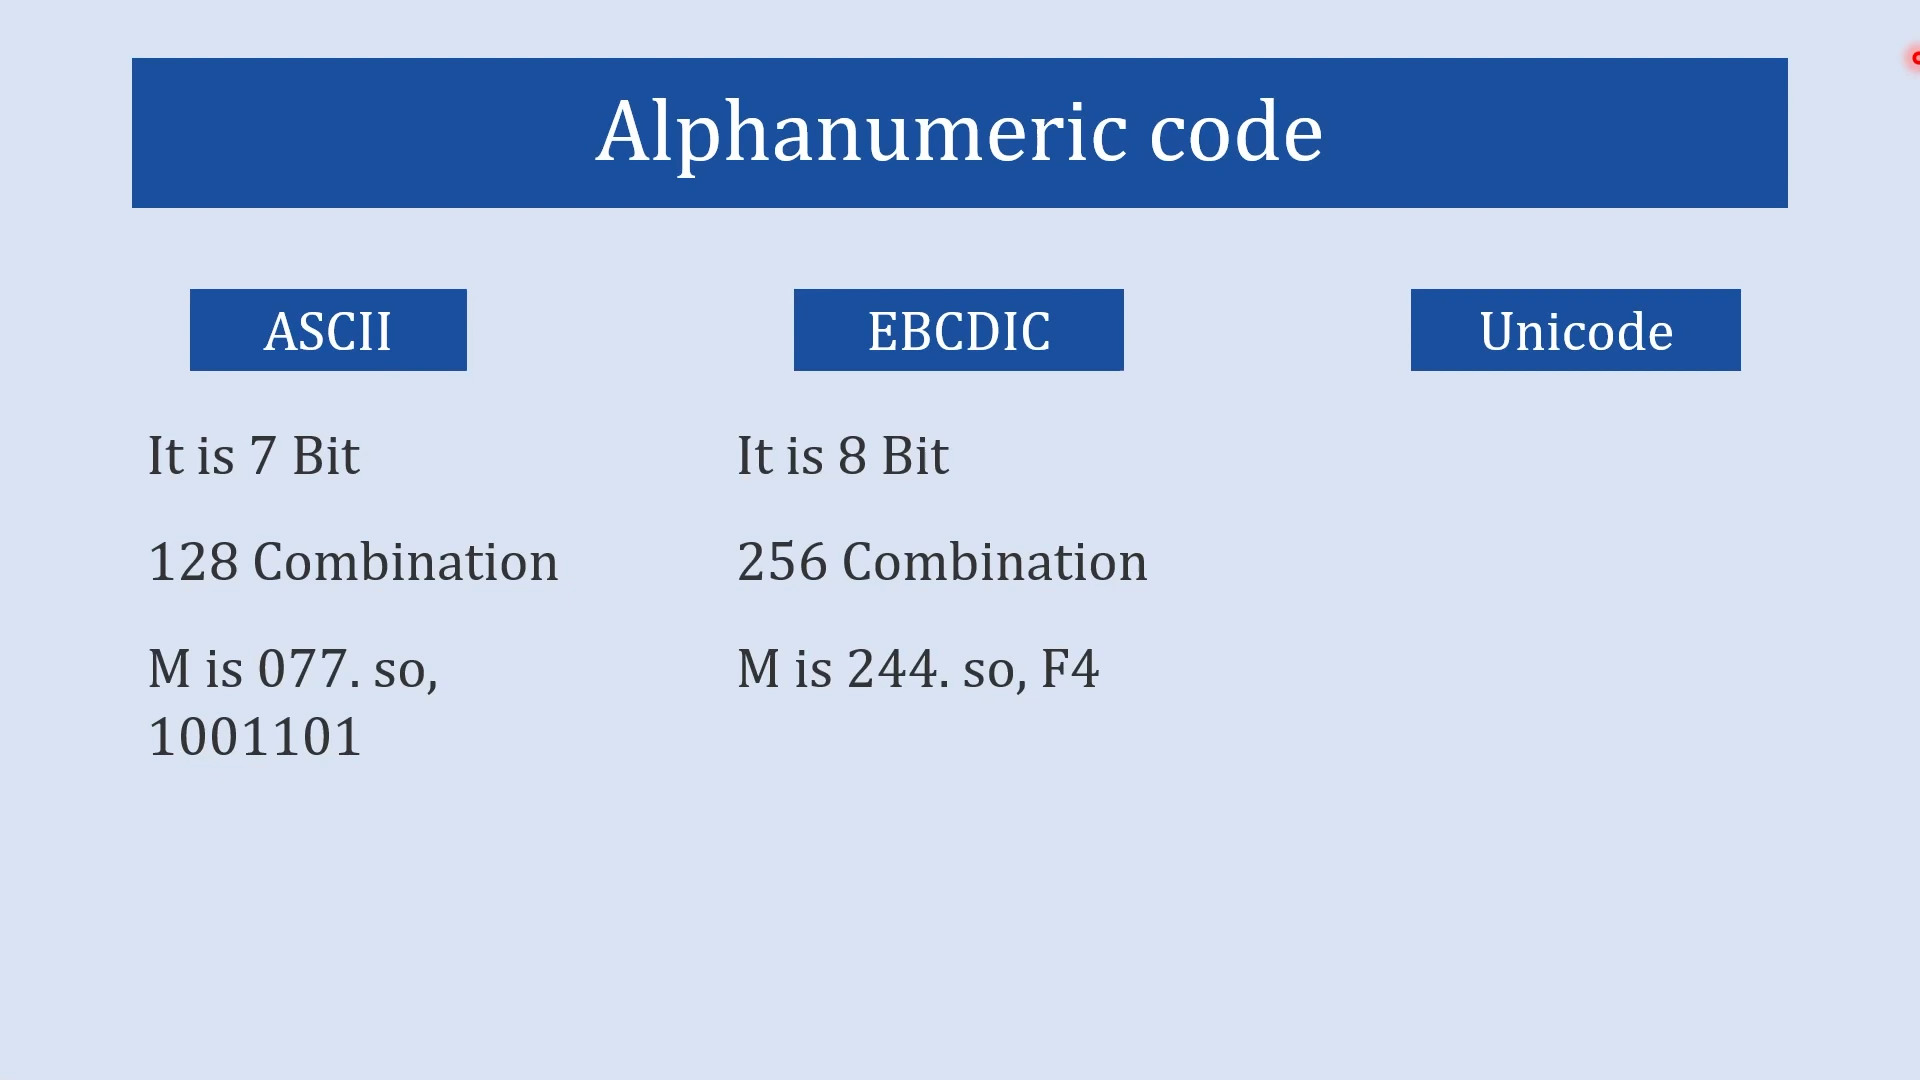 Alphanumeric code
ASCII
EBCDIC
Unicode
It is 7 Bit
128 Combination
M is 077. so,
1001101
It is 8 Bit
256 Combination
M is 244. so, F4